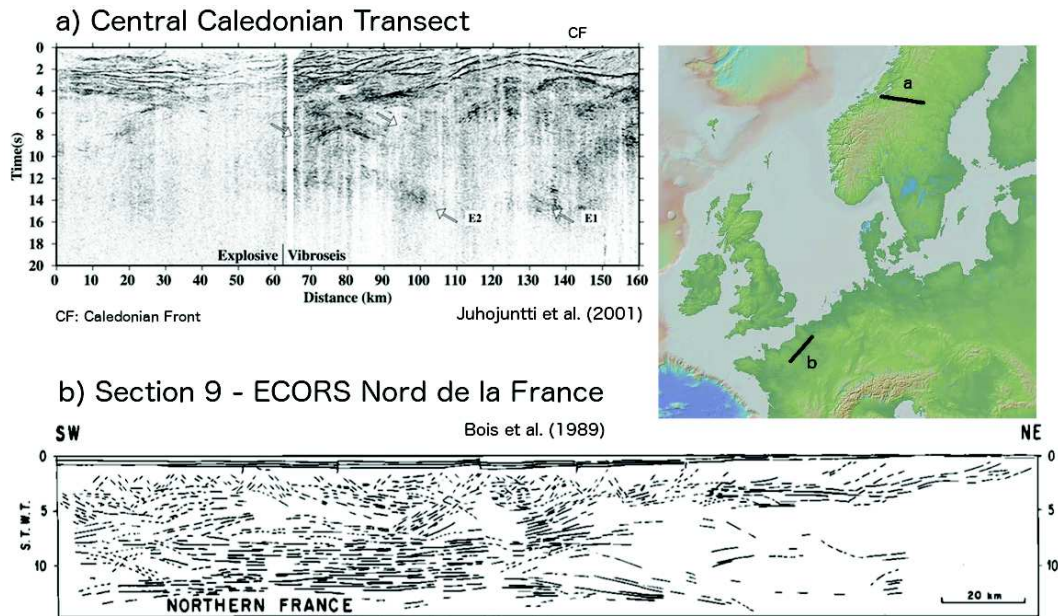 a) Central Caledonian Transect
CF
0
2
4
6
8
10
12
14
16
18
20
Time(s)
E2
E1
Explosive | Vibroseis
0 10 20 30 40 50 60 70 80 90 100 110 120 130 140 150 160
Distance (km)
CF: Caledonian Front
Juhojuntti et al. (2001)
a
b
b) Section 9 - ECORS Nord de la France
Bois et al. (1989)
SW
NE
0
5
10
S.T.W.T.
0
5
10
NORTHERN FRANCE
20 km